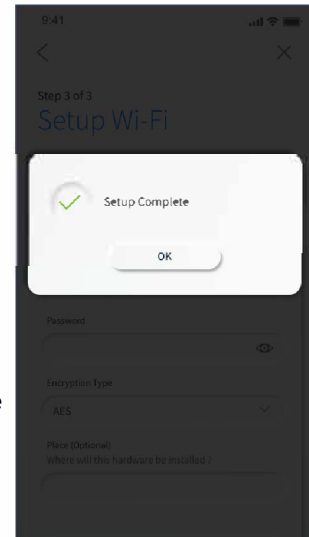 9:41
Step 3 of 3
Setup Wi-Fi
Setup Complete
OK
Password
Encryption Type
AES
Place (Optional)
Where will this hardware be installed ?
e